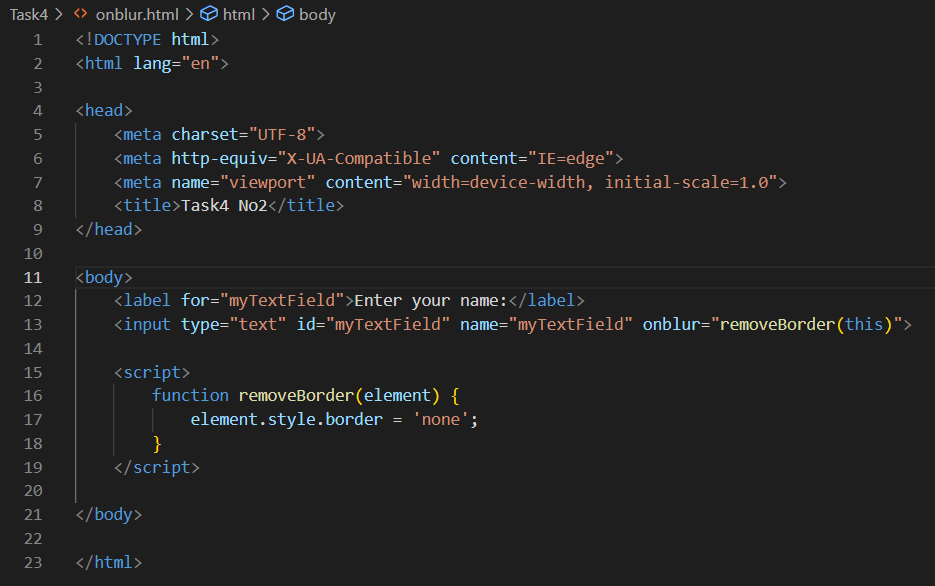 Task4 > <> onblur.html > html > body
1 <!DOCTYPE html>
2 <html lang="en">
3
4 <head>
5     <meta charset="UTF-8">
6     <meta http-equiv="X-UA-Compatible" content="IE=edge">
7     <meta name="viewport" content="width=device-width, initial-scale=1.0">
8     <title>Task4 No2</title>
9 </head>
10
11 <body>
12     <label for="myTextField">Enter your name:</label>
13     <input type="text" id="myTextField" name="myTextField" onblur="removeBorder(this)">
14
15     <script>
16         function removeBorder(element) {
17             element.style.border = 'none';
18         }
19     </script>
20
21 </body>
22
23 </html>